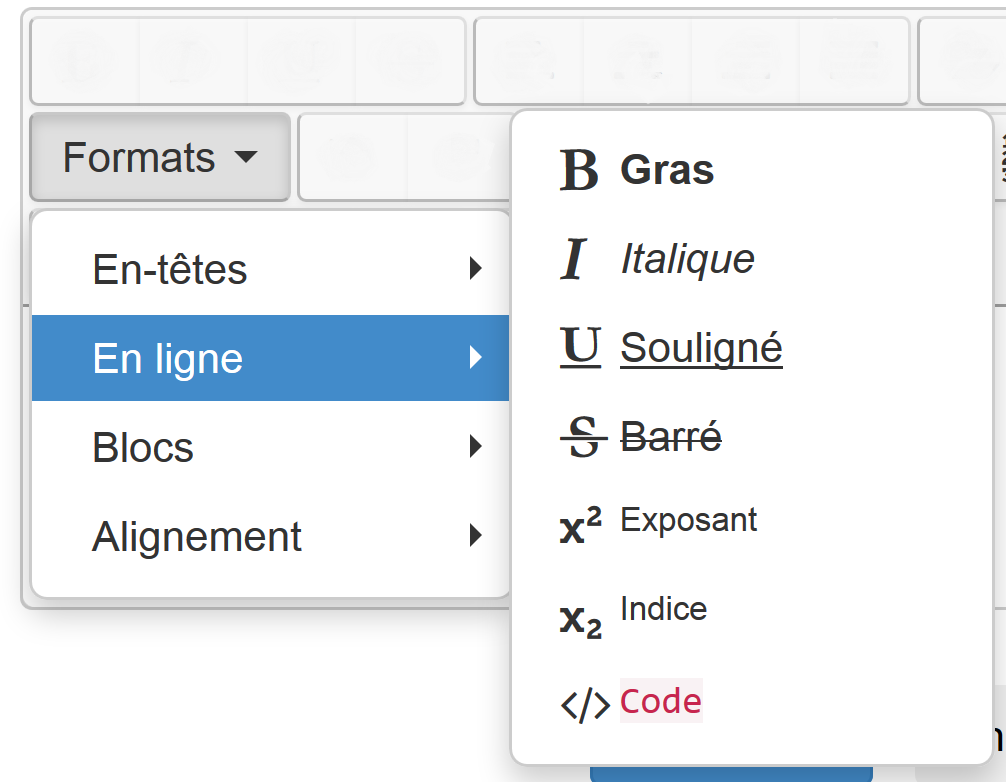 Formats
En-têtes
En ligne
Blocs
Alignement
B Gras
I Italique
U Souligné
S Barré
x² Exposant
x₂ Indice
</> Code